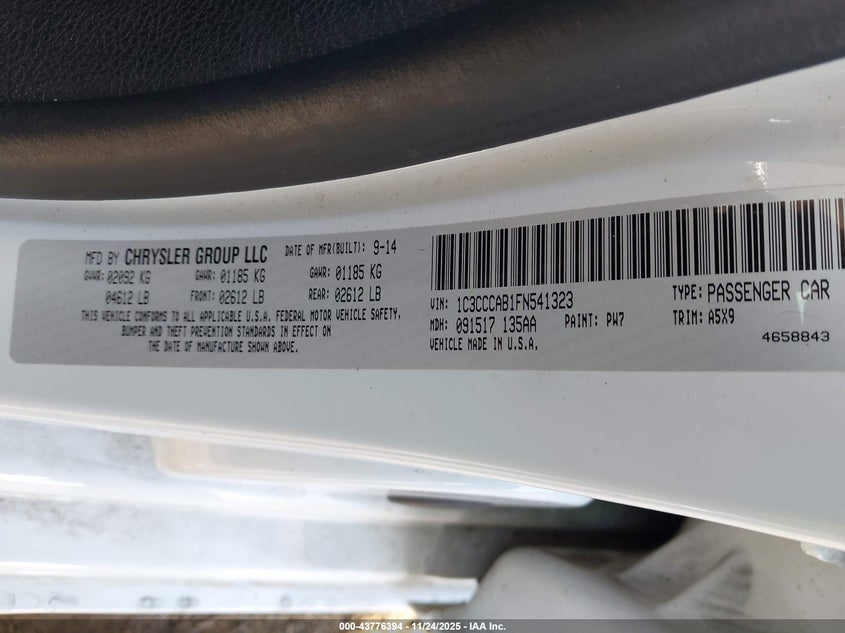 MFD BY CHRYSLER GROUP LLC DATE OF MFR(BUILT): 9-14
GVWR: 02092 KG GAWR: 01185 KG GAWR: 01185 KG
04612 LB FRONT: 02612 LB REAR: 02612 LB
THIS VEHICLE CONFORMS TO ALL APPLICABLE U.S.A. FEDERAL MOTOR VEHICLE SAFETY,
BUMPER AND THEFT PREVENTION STANDARDS IN EFFECT ON
THE DATE OF MANUFACTURE SHOWN ABOVE.
VIN: 1C3CCCAB1FN541323 TYPE: PASSENGER CAR
MDH: 091517 135AA PAINT: PW7 TRIM: A5X9
VEHICLE MADE IN U.S.A.
4658843
000-43776394 - 11/24/2025 - IAA Inc.